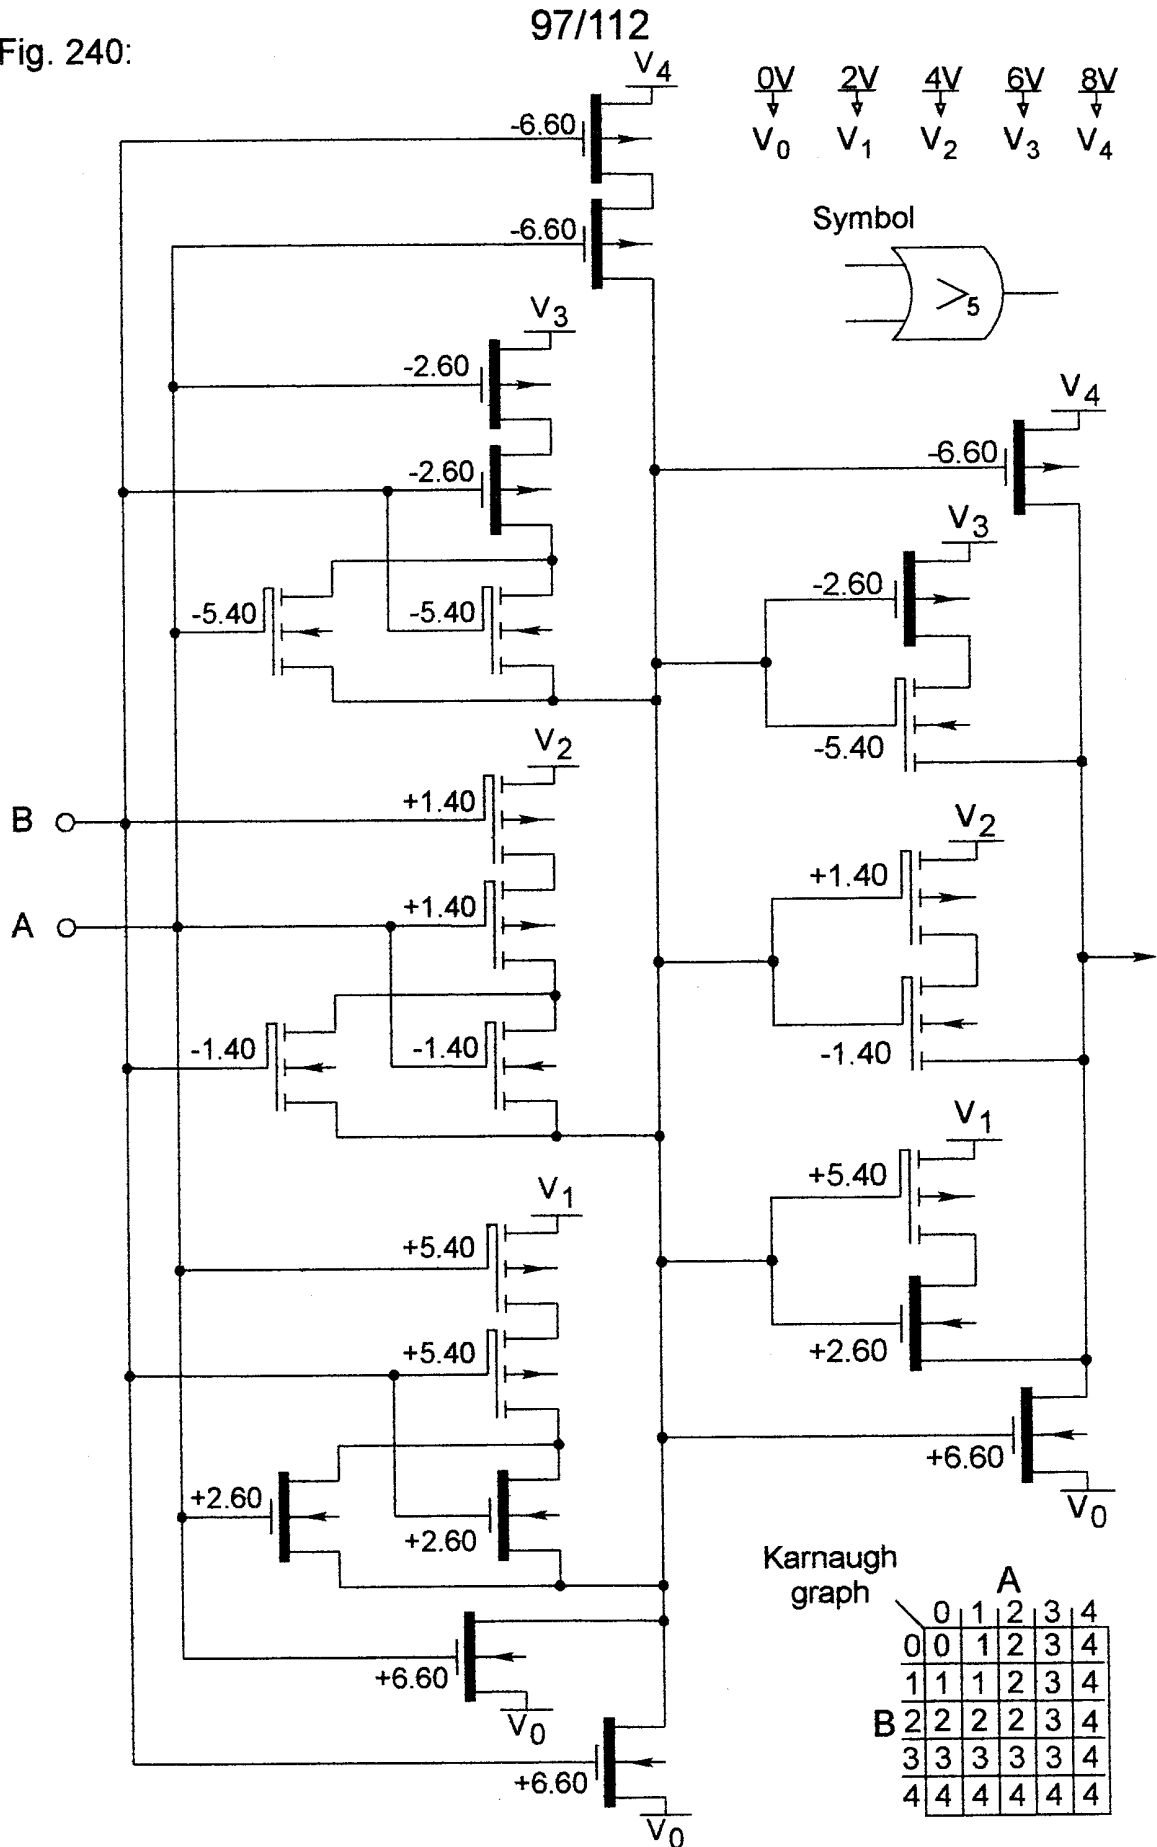 97/112
Fig. 240:
V4
0V 2V 4V 6V 8V
V0 V1 V2 V3 V4
-6.60
-6.60
Symbol
>5
V3
-2.60
-2.60
-5.40
-5.40
V4
-6.60
V3
-2.60
-5.40
V2
B
+1.40
A
+1.40
-1.40
-1.40
V2
+1.40
-1.40
V1
+5.40
+5.40
+2.60
+2.60
V1
+5.40
+2.60
+6.60
V0
+6.60
V0
+6.60
V0
Karnaugh
graph
A
0 1 2 3 4
0 0 1 2 3 4
1 1 1 2 3 4
B 2 2 2 2 3 4
3 3 3 3 3 4
4 4 4 4 4 4